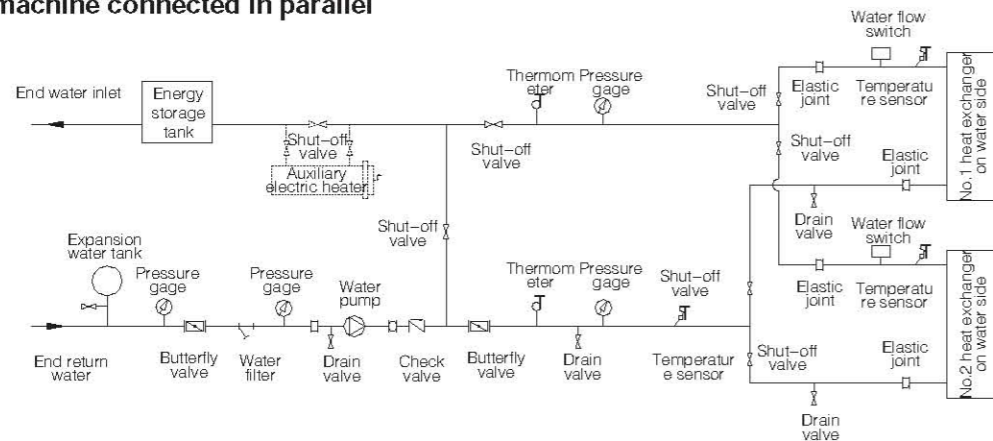 machine connected in parallel
Water flow
switch
End water inlet
Energy
storage
tank
Thermom
eter
Pressure
gage
Shut-off
valve
Elastic
joint
Temperatu
re sensor
No.1 heat exchanger
on water side
Shut-off
valve
Shut-off
valve
Shut-off
valve
Elastic
joint
Auxiliary
electric heater
Drain
valve
Water flow
switch
Shut-off
valve
Expansion
water tank
Pressure
gage
Pressure
gage
Water
pump
Thermom
eter
Pressure
gage
Shut-off
valve
Elastic
joint
Temperatu
re sensor
No.2 heat exchanger
on water side
End return
water
Butterfly
valve
Water
filter
Drain
valve
Check
valve
Butterfly
valve
Drain
valve
Temperatur
e sensor
Shut-off
valve
Elastic
joint
Drain
valve